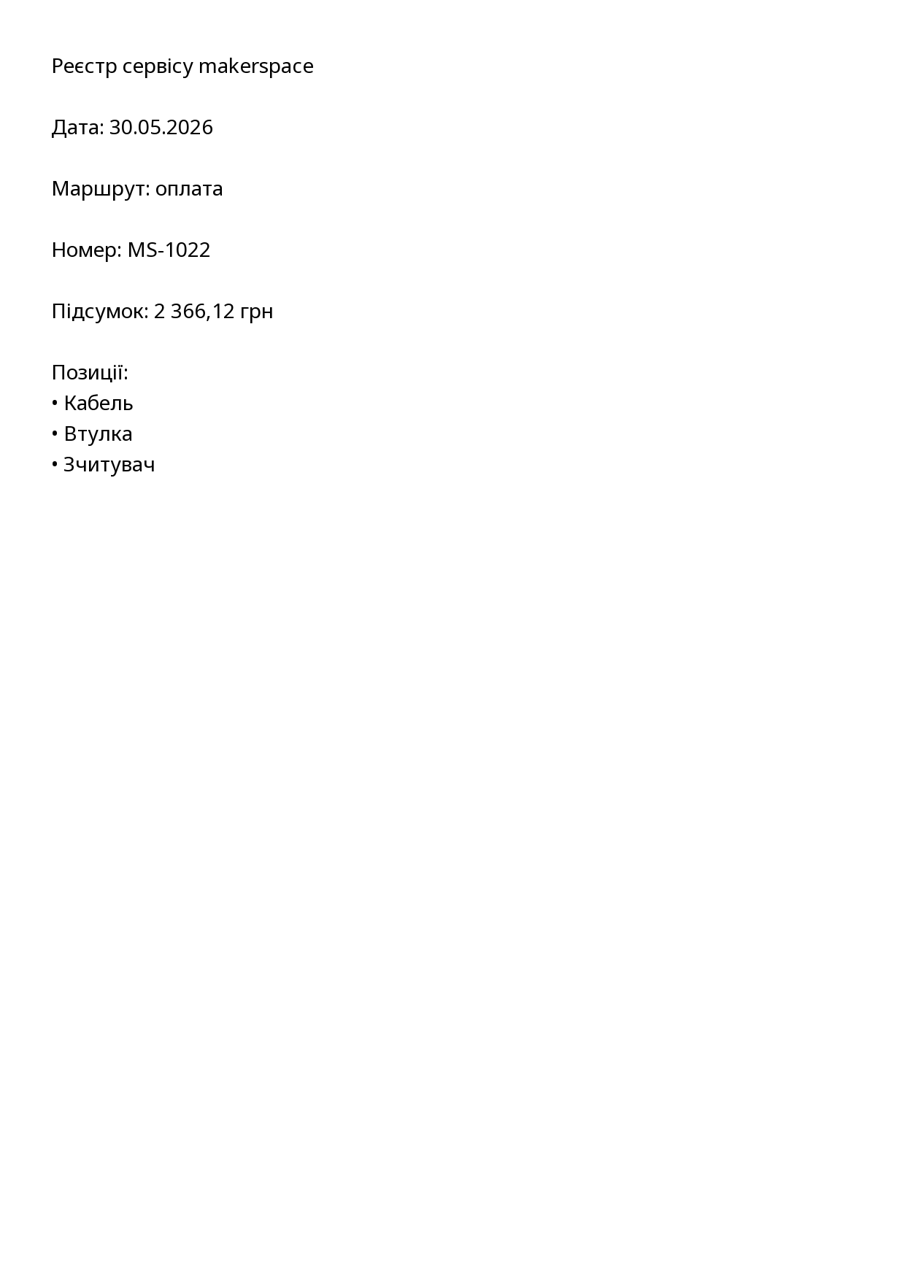 Реєстр сервісу makerspace
Дата: 30.05.2026
Маршрут: оплата
Номер: MS-1022
Підсумок: 2 366,12 грн
Позиції:
• Кабель
• Втулка
• Зчитувач